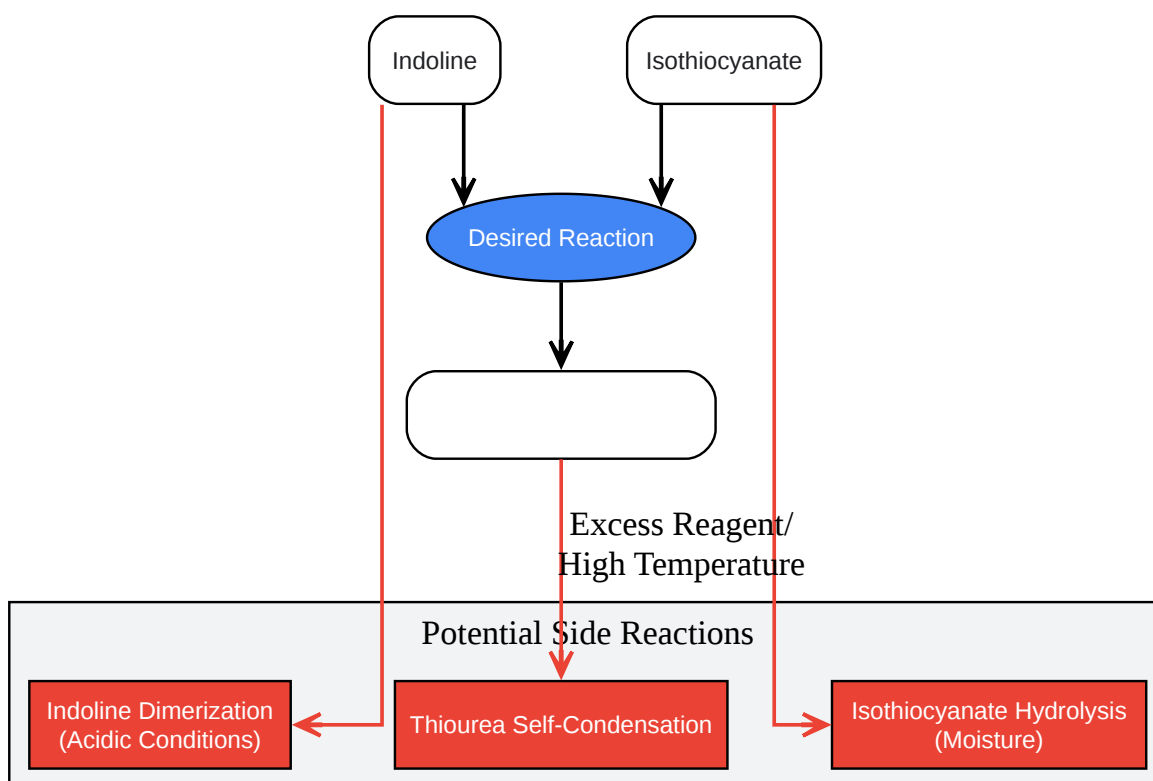 Indoline
Isothiocyanate
Desired Reaction
Excess Reagent/
High Temperature
Potential Side Reactions
Indoline Dimerization
(Acidic Conditions)
Thiourea Self-Condensation
Isothiocyanate Hydrolysis
(Moisture)